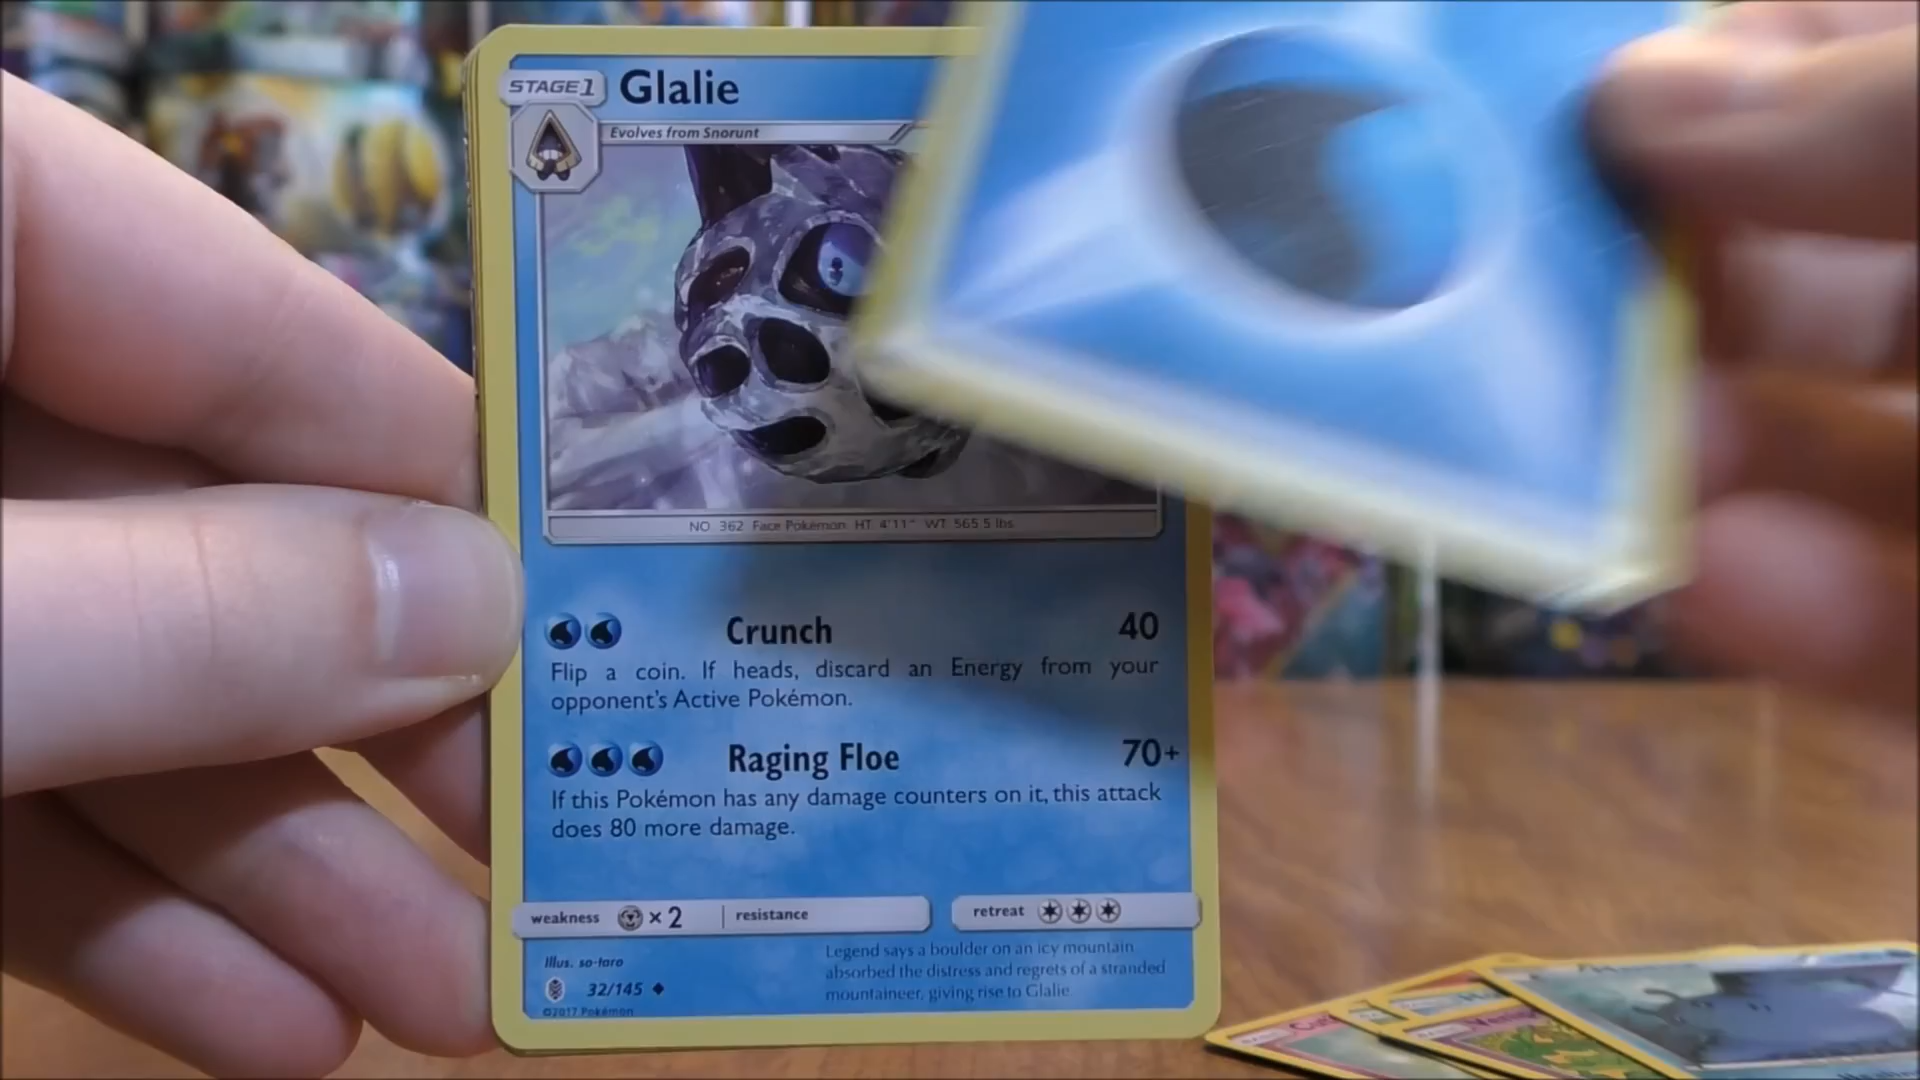 STAGE 1 Glalie
Evolves from Snorunt
NO. 362 Face Pokémon HT: 4'11" WT: 565.5 lbs.
Crunch 40
Flip a coin. If heads, discard an Energy from your
opponent's Active Pokémon.
Raging Floe 70+
If this Pokémon has any damage counters on it, this attack
does 80 more damage.
weakness ×2 resistance retreat
Illus. so-taro
32/145
©2017 Pokémon
Legend says a boulder on an icy mountain
absorbed the distress and regrets of a stranded
mountaineer, giving rise to Glalie.